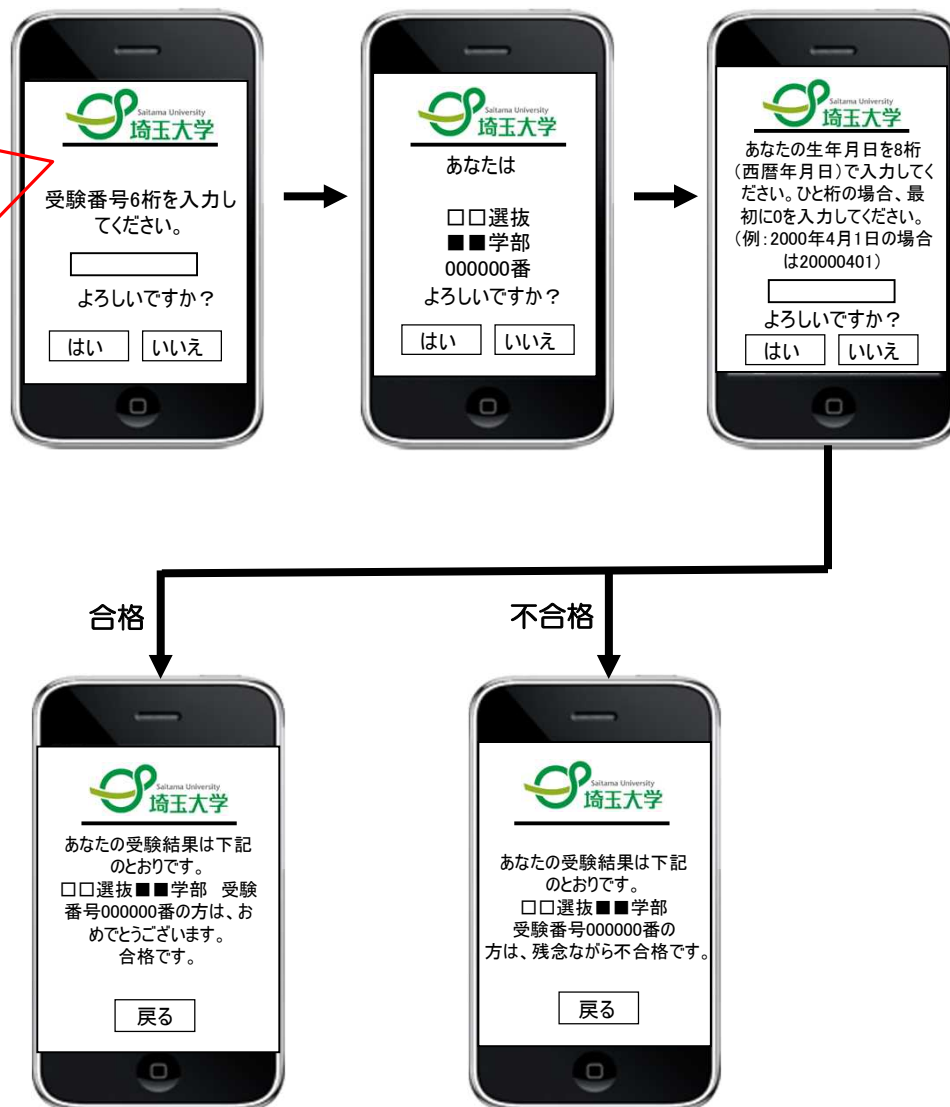 Saitama University
埼玉大学
受験番号6桁を入力し
てください。
よろしいですか？
はい
いいえ
Saitama University
埼玉大学
あなたは
□□選抜
■■学部
000000番
よろしいですか？
はい
いいえ
Saitama University
埼玉大学
あなたの生年月日を8桁
（西暦年月日）で入力してく
ださい。ひと桁の場合、最
初に0を入力してください。
（例：2000年4月1日の場合
は20000401）
よろしいですか？
はい
いいえ
合格
不合格
Saitama University
埼玉大学
あなたの受験結果は下記
のとおりです。
□□選抜■■学部　受験
番号000000番の方は、お
めでとうございます。
合格です。
戻る
Saitama University
埼玉大学
あなたの受験結果は下記
のとおりです。
□□選抜■■学部
受験番号000000番の
方は、残念ながら不合格です。
戻る